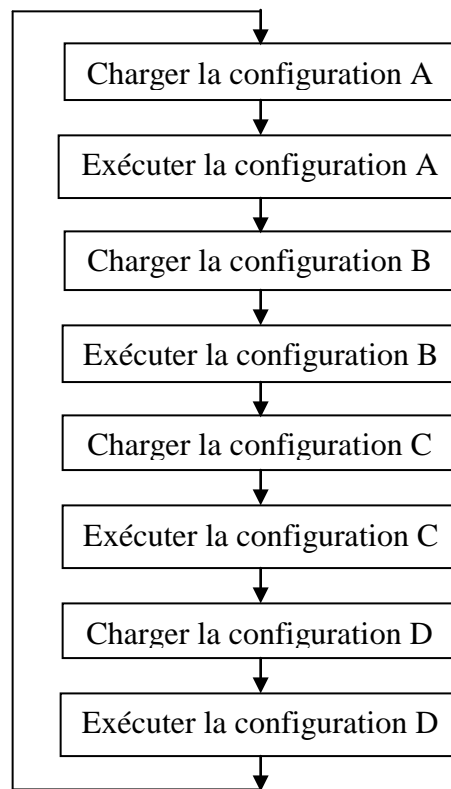 Charger la configuration A
Exécuter la configuration A
Charger la configuration B
Exécuter la configuration B
Charger la configuration C
Exécuter la configuration C
Charger la configuration D
Exécuter la configuration D